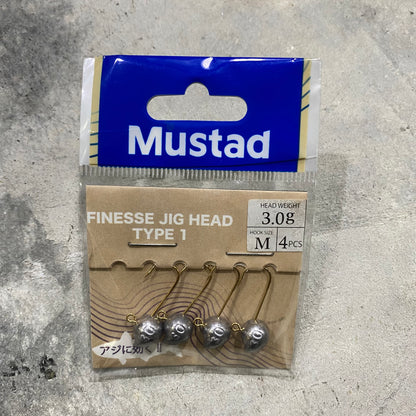 Mustad
FINESSE JIG HEAD
TYPE 1
HEAD WEIGHT
3.0g
HOOK SIZE
M 4PCS
アジに効く!!